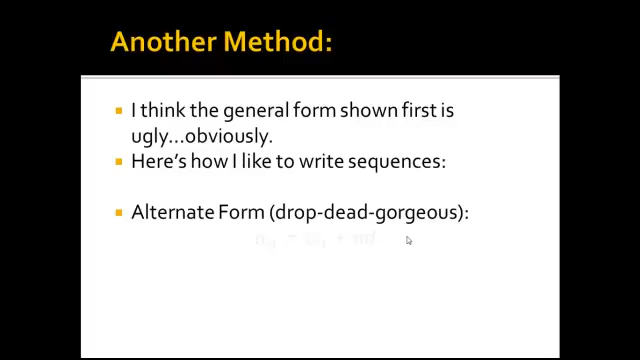 Another Method:
I think the general form shown first is
ugly...obviously.
Here's how I like to write sequences:
Alternate Form (drop-dead-gorgeous):